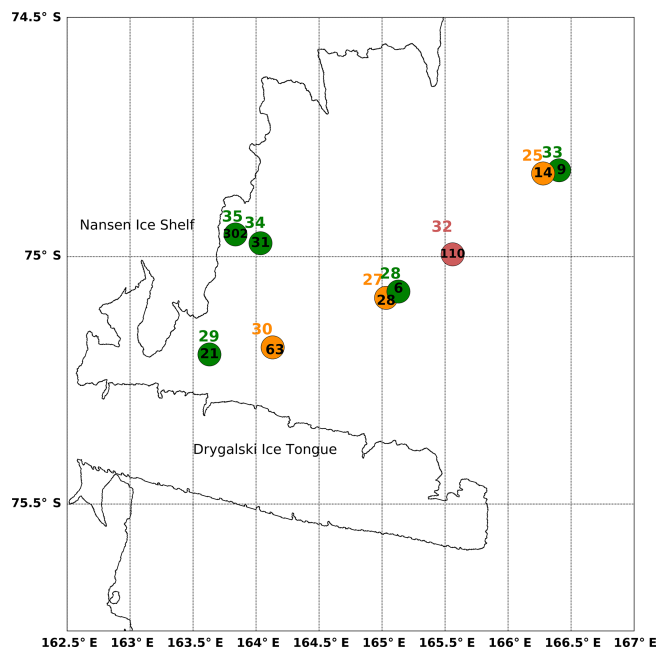 74.5° S
25 33
14 9
35 34
Nansen Ice Shelf
302 31
32
75° S
110
27 28
6
28
29 30
21 63
Drygalski Ice Tongue
75.5° S
162.5° E 163° E 163.5° E 164° E 164.5° E 165° E 165.5° E 166° E 166.5° E 167° E